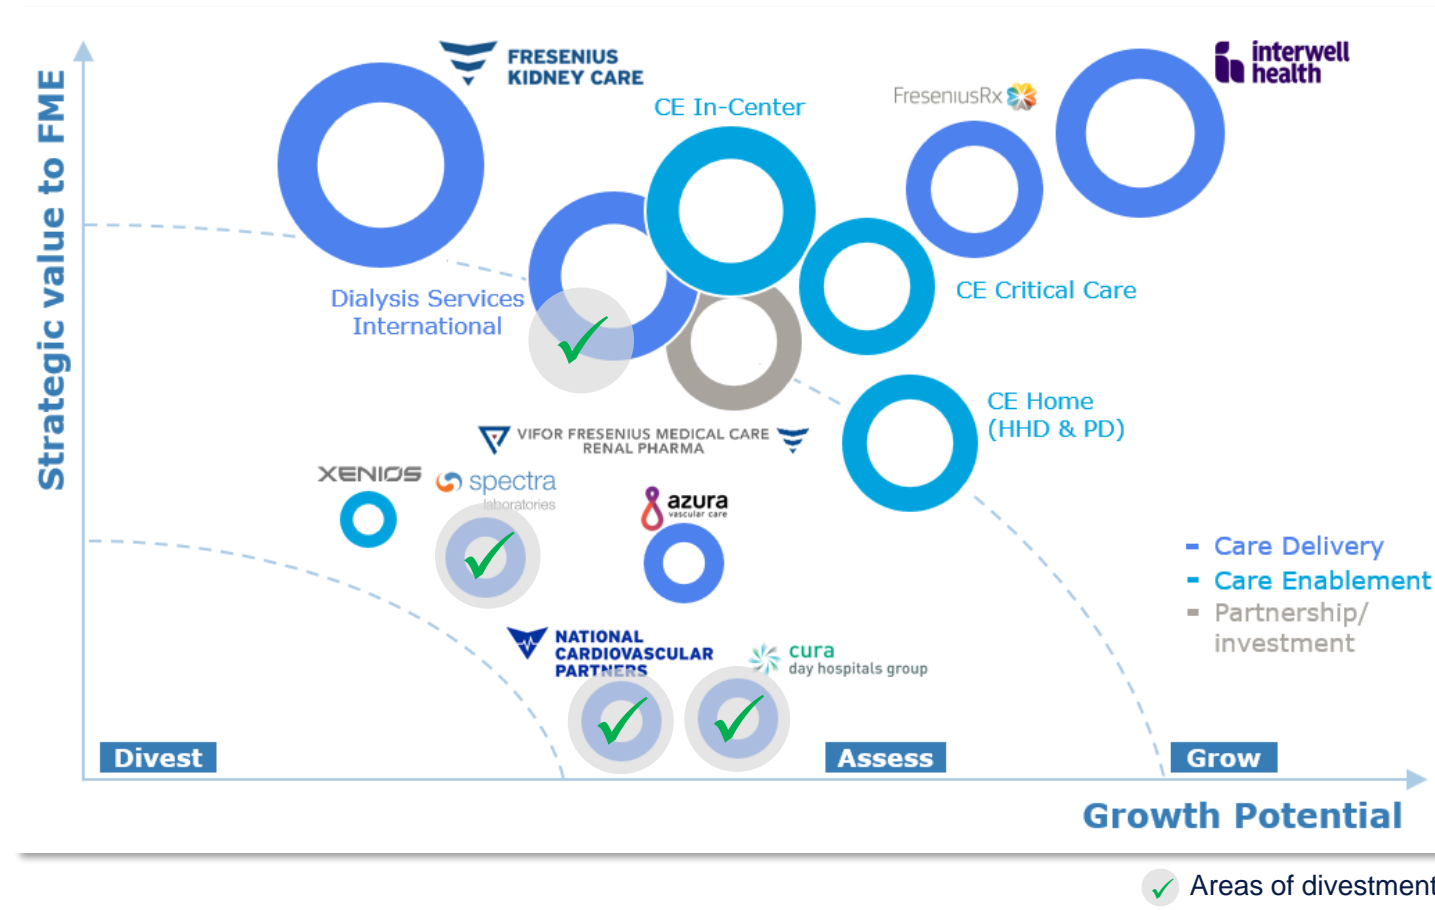 Strategic value to FME
FRESENIUS
KIDNEY CARE
CE In-Center
FreseniusRx
interwell
health
Dialysis Services
International
CE Critical Care
CE Home
(HHD & PD)
VIFOR FRESENIUS MEDICAL CARE
RENAL PHARMA
XENIOS
spectra
laboratories
azura
vascular care
NATIONAL
CARDIOVASCULAR
PARTNERS
cura
day hospitals group
Care Delivery
Care Enablement
Partnership/
investment
Divest
Assess
Grow
Growth Potential
Areas of divestment